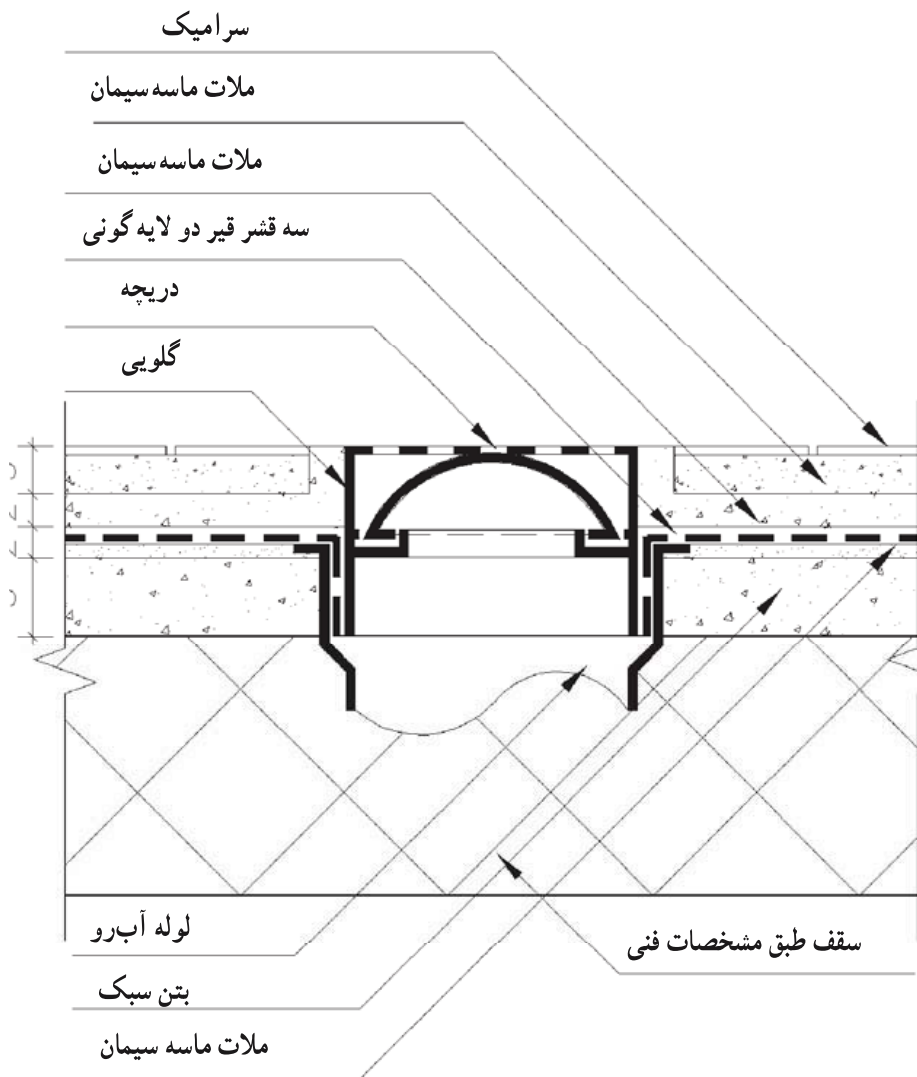 سرامیک
ملات ماسه سیمان
ملات ماسه سیمان
سه قشر قیر دو لایه گونی
دریچه
گلویی
لوله آب‌رو
سقف طبق مشخصات فنی
بتن سبک
ملات ماسه سیمان